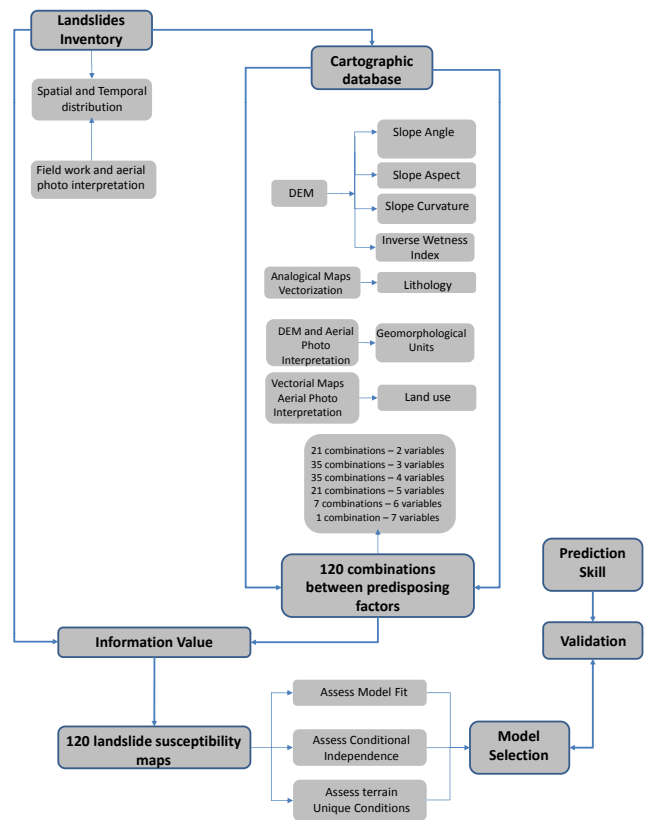 Landslides
Inventory
Cartographic
database
Spatial and Temporal
distribution
Field work and aerial
photo interpretation
DEM
Slope Angle
Slope Aspect
Slope Curvature
Inverse Wetness
Index
Analogical Maps
Vectorization
Lithology
DEM and Aerial
Photo
Interpretation
Geomorphological
Units
Vectorial Maps
Aerial Photo
Interpretation
Land use
21 combinations – 2 variables
35 combinations – 3 variables
35 combinations – 4 variables
21 combinations – 5 variables
7 combinations – 6 variables
1 combination – 7 variables
120 combinations
between predisposing
factors
Prediction
Skill
Information Value
Validation
120 landslide susceptibility
maps
Assess Model Fit
Assess Conditional
Independence
Assess terrain
Unique Conditions
Model
Selection